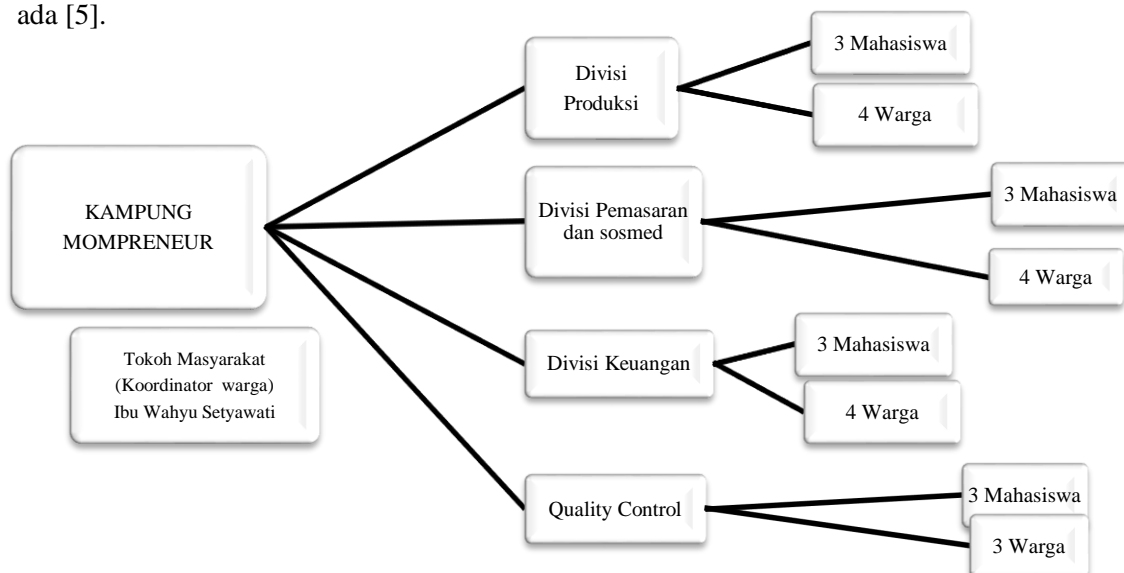 ada [5].
KAMPUNG
MOMPRENEUR
Tokoh Masyarakat
(Koordinator warga)
Ibu Wahyu Setyawati
Divisi
Produksi
3 Mahasiswa
4 Warga
Divisi Pemasaran
dan sosmed
3 Mahasiswa
4 Warga
Divisi Keuangan
3 Mahasiswa
4 Warga
Quality Control
3 Mahasiswa
3 Warga